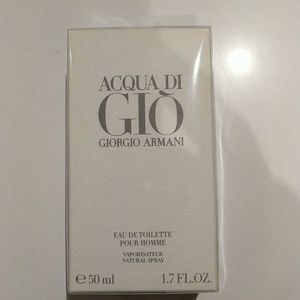 ACQUA DI
GIÒ
GIORGIO ARMANI
EAU DE TOILETTE
POUR HOMME
VAPORISATEUR
NATURAL SPRAY
℮ 50 ml 1.7 FL.OZ.